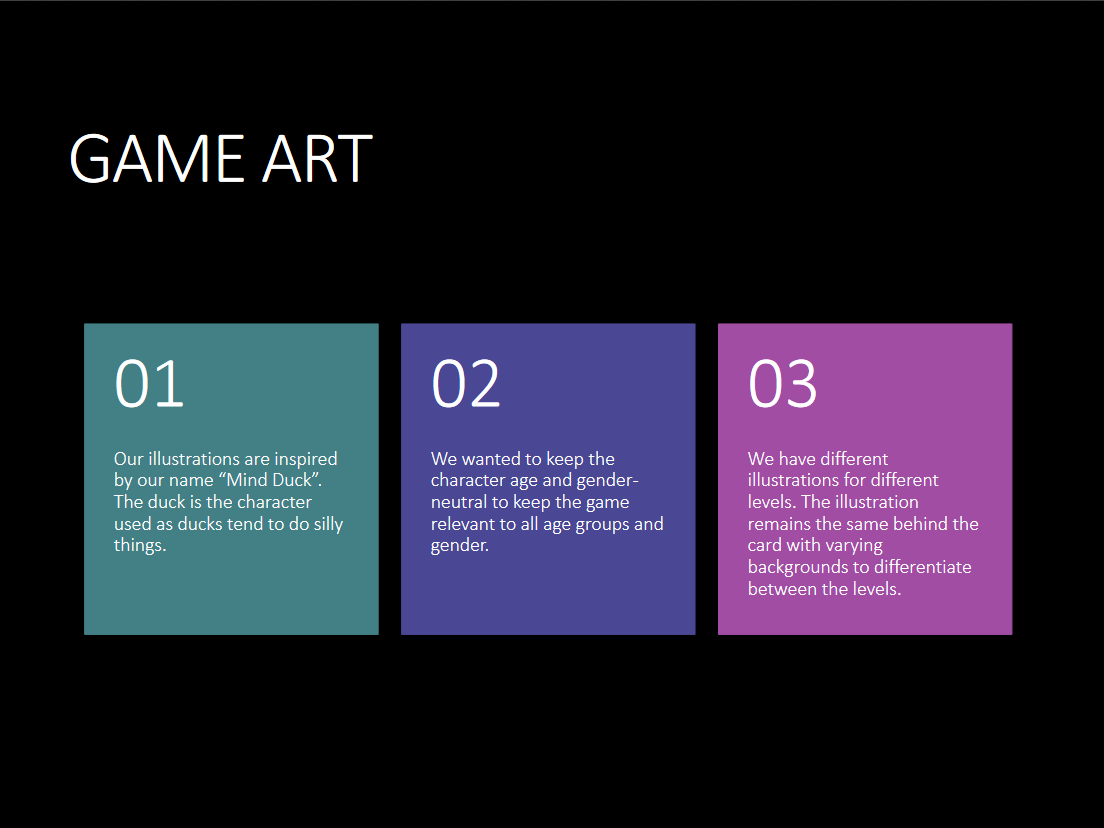 GAME ART
01
Our illustrations are inspired
by our name “Mind Duck”.
The duck is the character
used as ducks tend to do silly
things.
02
We wanted to keep the
character age and gender-
neutral to keep the game
relevant to all age groups and
gender.
03
We have different
illustrations for different
levels. The illustration
remains the same behind the
card with varying
backgrounds to differentiate
between the levels.